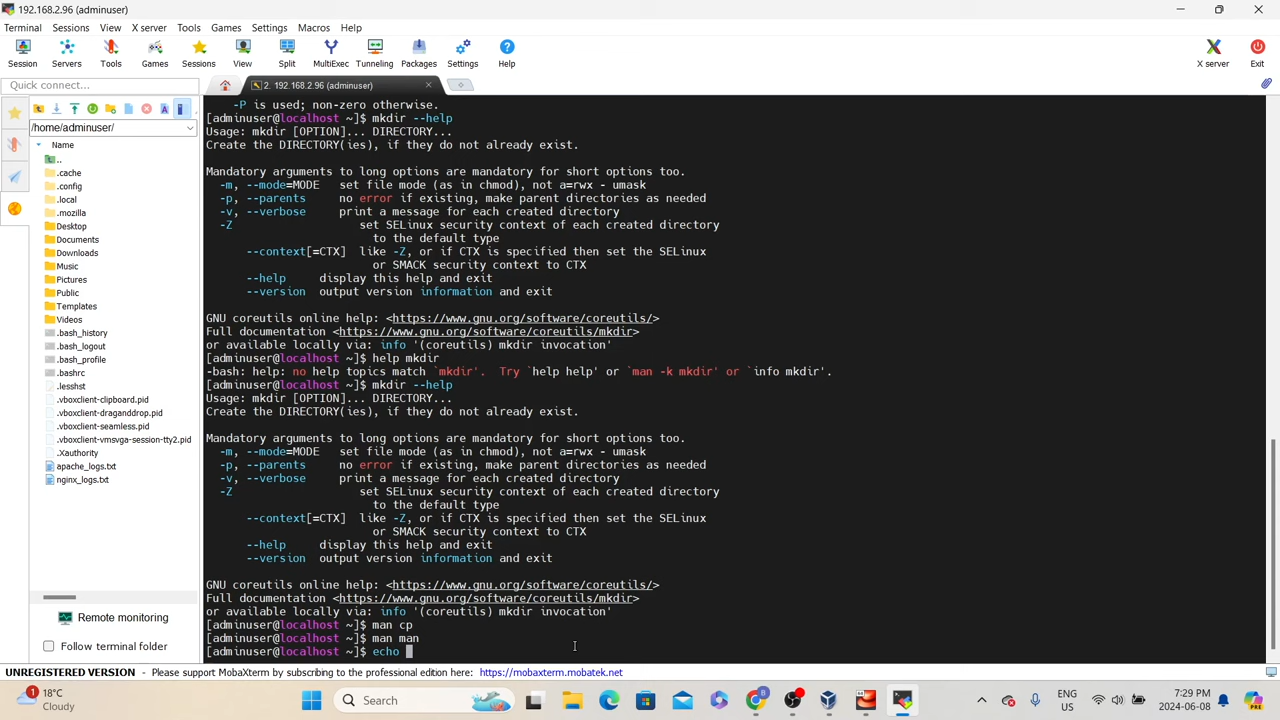 192.168.2.96 (adminuser)
Terminal Sessions View X server Tools Games Settings Macros Help
Session Servers Tools Games Sessions View Split MultiExec Tunneling Packages Settings Help X server Exit
Quick connect...
2. 192.168.2.96 (adminuser)
/home/adminuser/
Name
..
.cache
.config
.local
.mozilla
Desktop
Documents
Downloads
Music
Pictures
Public
Templates
Videos
.bash_history
.bash_logout
.bash_profile
.bashrc
.lesshst
.vboxclient-clipboard.pid
.vboxclient-draganddrop.pid
.vboxclient-seamless.pid
.vboxclient-vmsvga-session-tty2.pid
.Xauthority
apache_logs.txt
nginx_logs.txt
Remote monitoring
Follow terminal folder
-P is used; non-zero otherwise.
[adminuser@localhost ~]$ mkdir --help
Usage: mkdir [OPTION]... DIRECTORY...
Create the DIRECTORY(ies), if they do not already exist.
Mandatory arguments to long options are mandatory for short options too.
-m, --mode=MODE set file mode (as in chmod), not a=rwx - umask
-p, --parents no error if existing, make parent directories as needed
-v, --verbose print a message for each created directory
-Z set SELinux security context of each created directory
to the default type
--context[=CTX] like -Z, or if CTX is specified then set the SELinux
or SMACK security context to CTX
--help display this help and exit
--version output version information and exit
GNU coreutils online help: <https://www.gnu.org/software/coreutils/>
Full documentation <https://www.gnu.org/software/coreutils/mkdir>
or available locally via: info '(coreutils) mkdir invocation'
[adminuser@localhost ~]$ help mkdir
-bash: help: no help topics match `mkdir'. Try `help help' or `man -k mkdir' or `info mkdir'.
[adminuser@localhost ~]$ mkdir --help
Usage: mkdir [OPTION]... DIRECTORY...
Create the DIRECTORY(ies), if they do not already exist.
Mandatory arguments to long options are mandatory for short options too.
-m, --mode=MODE set file mode (as in chmod), not a=rwx - umask
-p, --parents no error if existing, make parent directories as needed
-v, --verbose print a message for each created directory
-Z set SELinux security context of each created directory
to the default type
--context[=CTX] like -Z, or if CTX is specified then set the SELinux
or SMACK security context to CTX
--help display this help and exit
--version output version information and exit
GNU coreutils online help: <https://www.gnu.org/software/coreutils/>
Full documentation <https://www.gnu.org/software/coreutils/mkdir>
or available locally via: info '(coreutils) mkdir invocation'
[adminuser@localhost ~]$ man cp
[adminuser@localhost ~]$ man man
[adminuser@localhost ~]$ echo
UNREGISTERED VERSION - Please support MobaXterm by subscribing to the professional edition here: https://mobaxterm.mobatek.net
1
18°C
Cloudy
Search
ENG
US
7:29 PM
2024-06-08